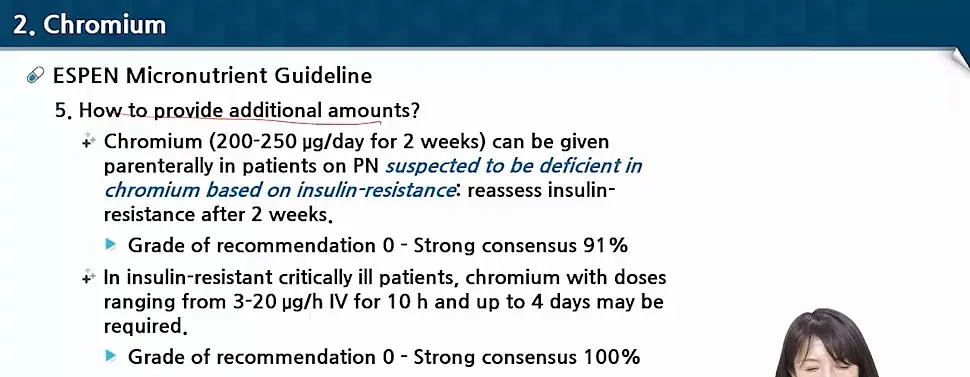 2. Chromium
ESPEN Micronutrient Guideline
5. How to provide additional amounts?
Chromium (200-250 μg/day for 2 weeks) can be given
parenterally in patients on PN suspected to be deficient in
chromium based on insulin-resistance: reassess insulin-
resistance after 2 weeks.
Grade of recommendation 0 - Strong consensus 91%
In insulin-resistant critically ill patients, chromium with doses
ranging from 3-20 μg/h IV for 10 h and up to 4 days may be
required.
Grade of recommendation 0 - Strong consensus 100%